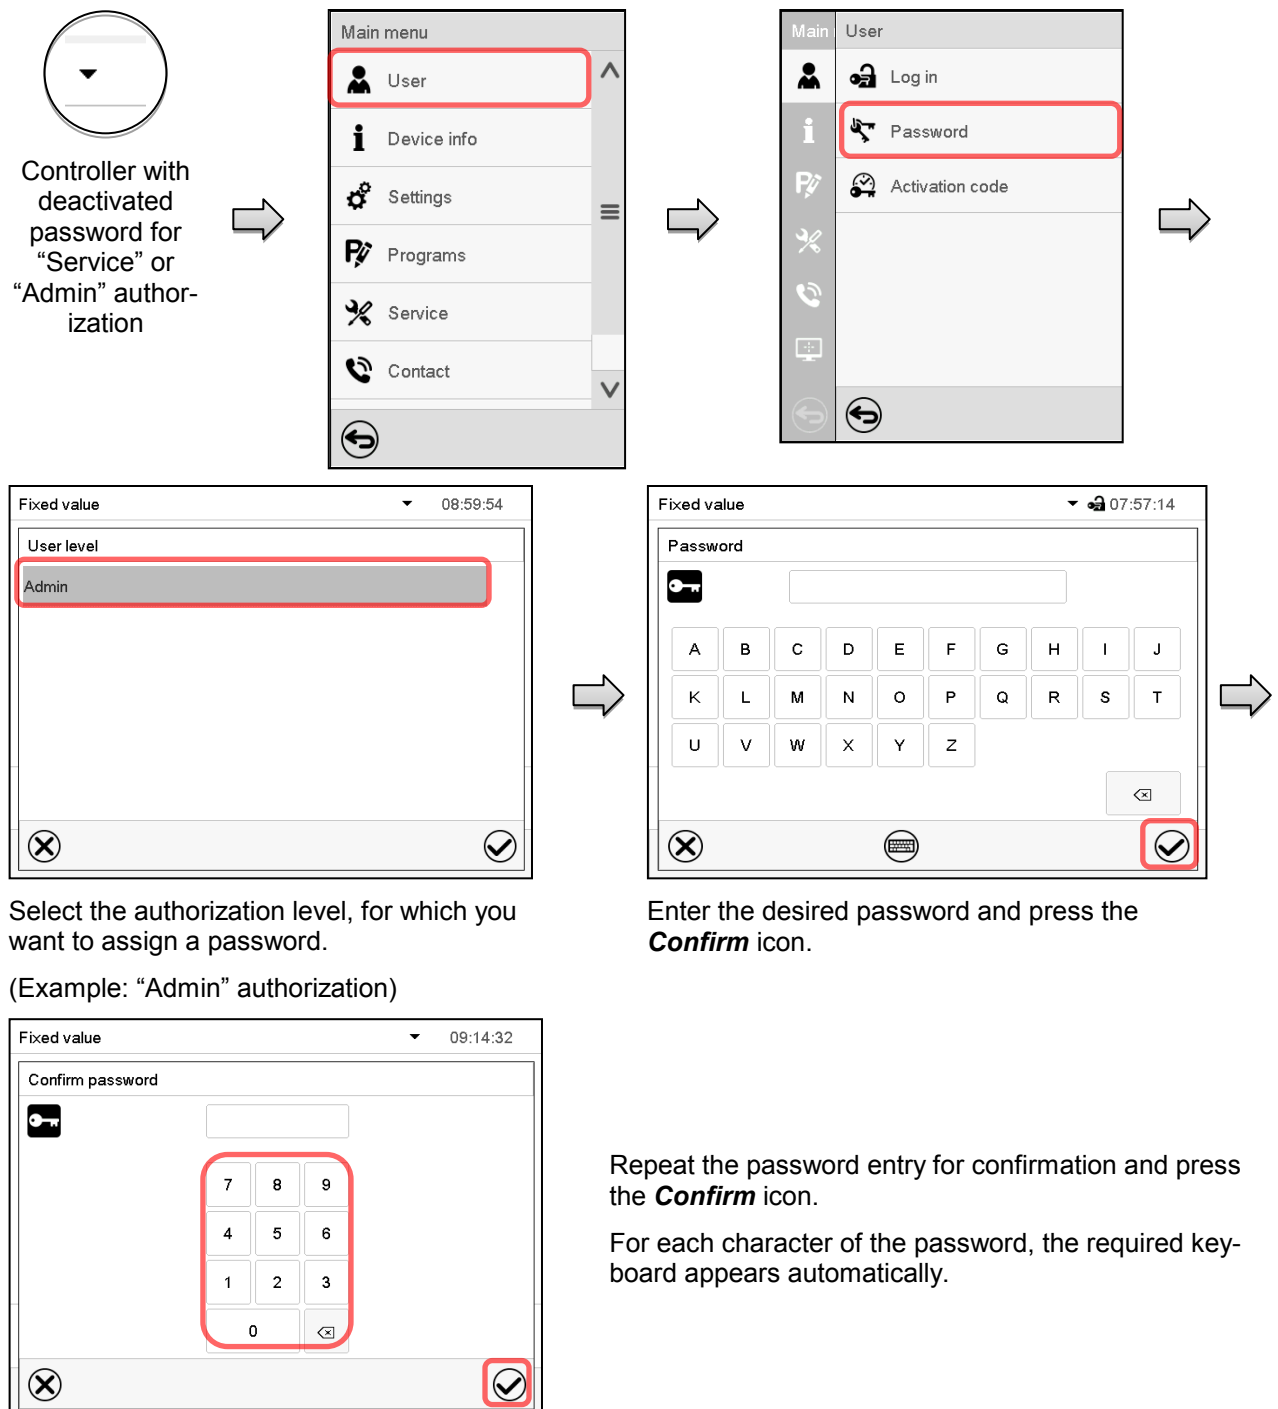 Controller with
deactivated
password for
“Service” or
“Admin” author-
ization
Main menu
User
Device info
Settings
Programs
Service
Contact
Main
User
Log in
Password
Activation code
Fixed value 08:59:54
User level
Admin
Select the authorization level, for which you
want to assign a password.
(Example: “Admin” authorization)
Fixed value 07:57:14
Password
A B C D E F G H I J
K L M N O P Q R S T
U V W X Y Z
Enter the desired password and press the
Confirm icon.
Fixed value 09:14:32
Confirm password
7 8 9
4 5 6
1 2 3
0
Repeat the password entry for confirmation and press
the Confirm icon.
For each character of the password, the required key-
board appears automatically.